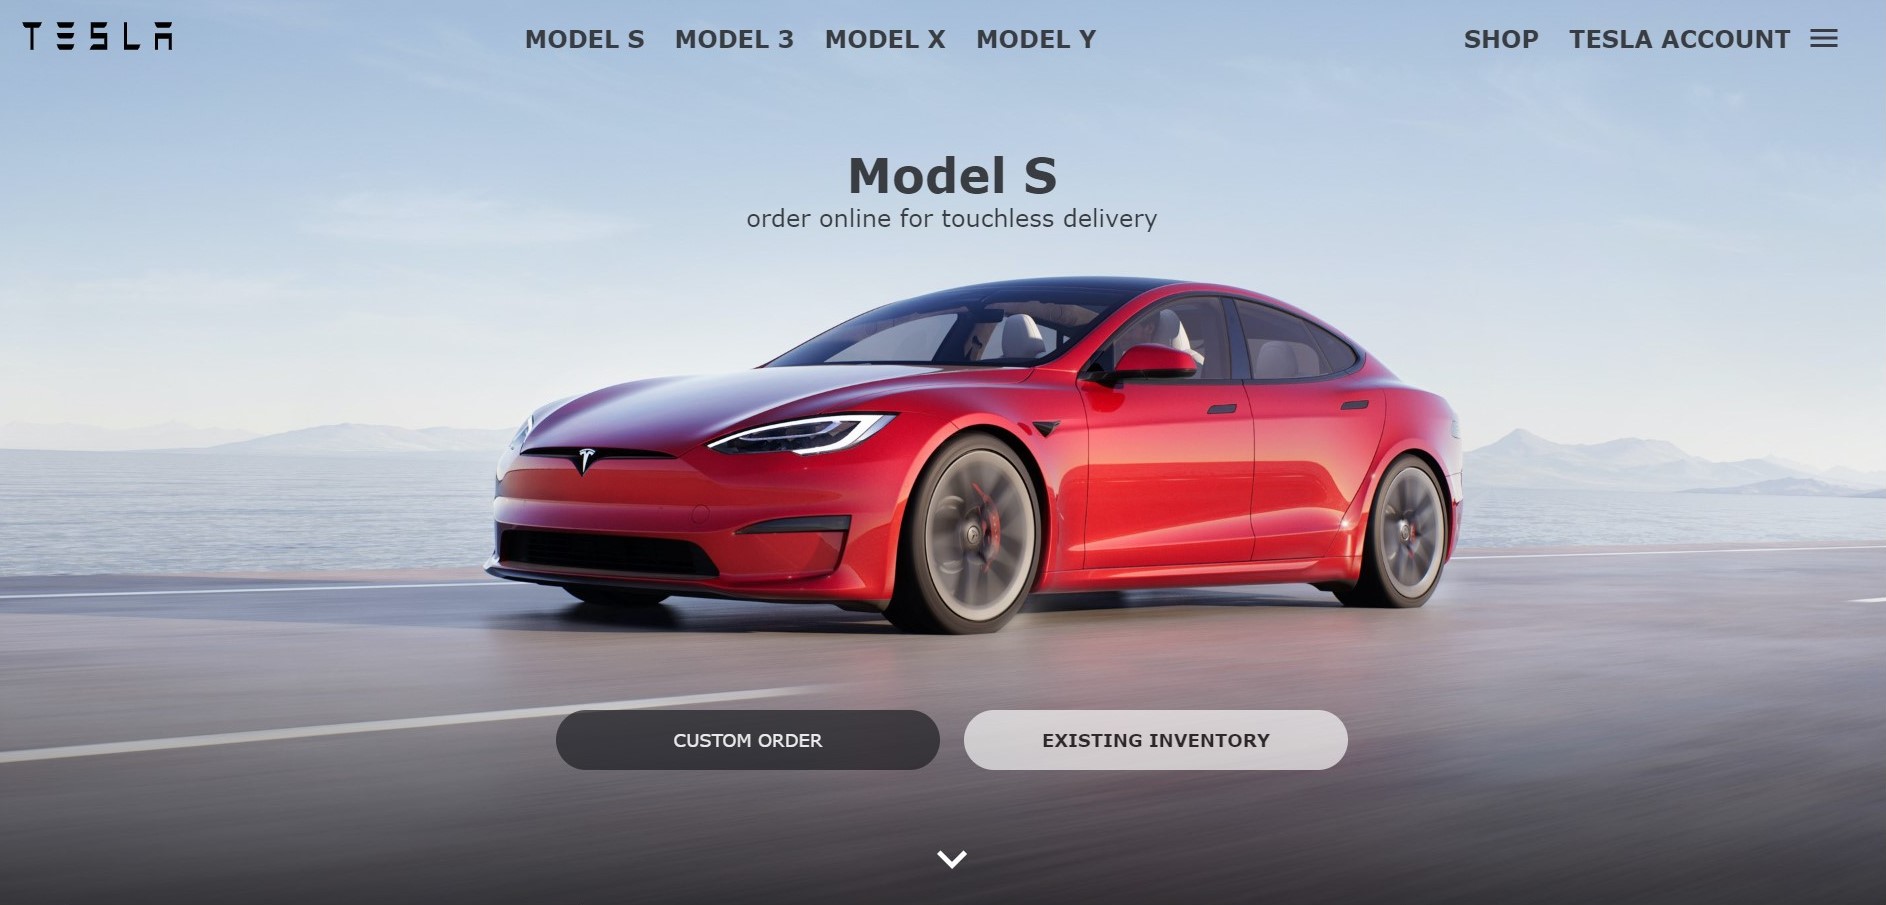 TESLA
MODEL S MODEL 3 MODEL X MODEL Y
SHOP TESLA ACCOUNT
Model S
order online for touchless delivery
CUSTOM ORDER
EXISTING INVENTORY